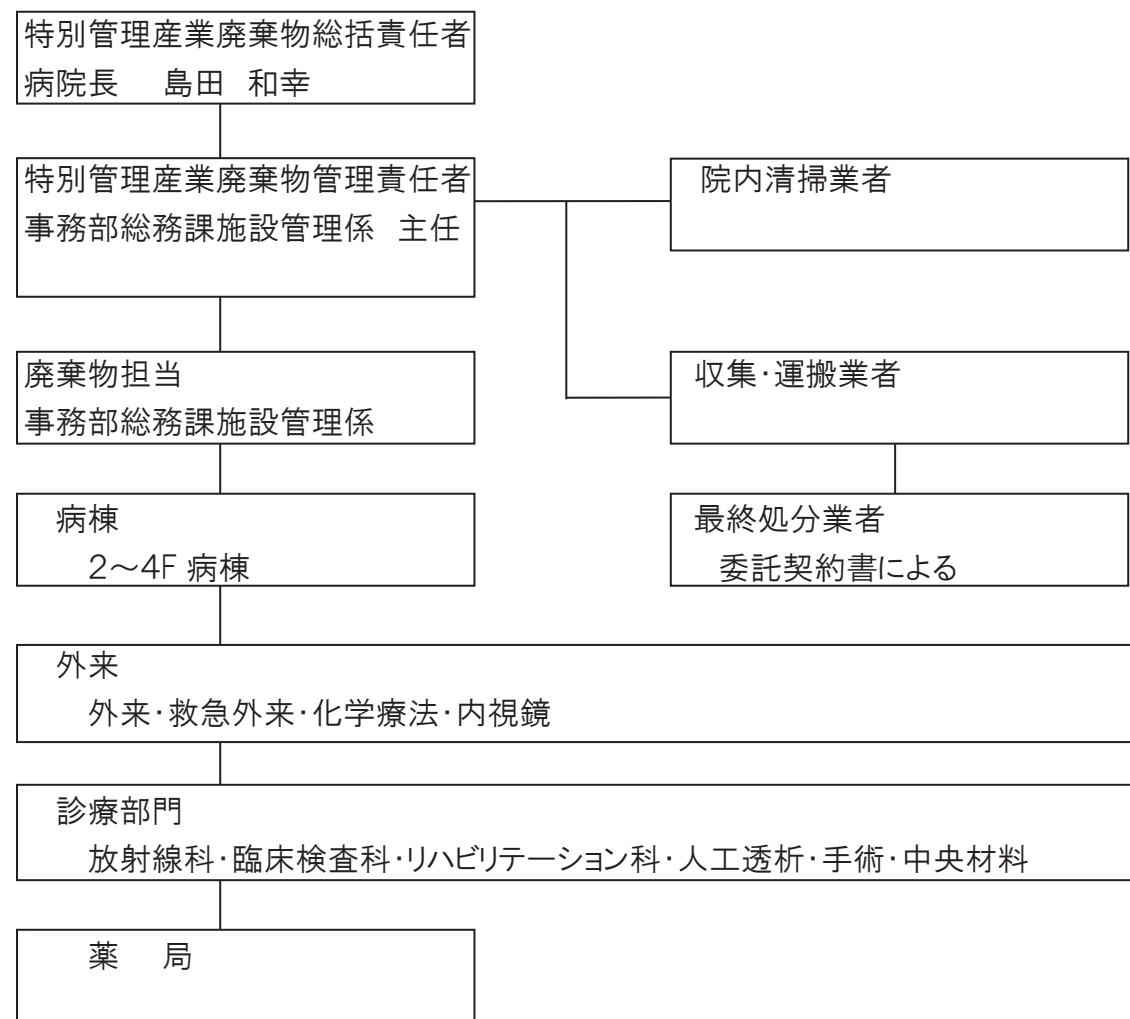 特別管理産業廃棄物総括責任者
病院長　島田　和幸
特別管理産業廃棄物管理責任者
事務部総務課施設管理係　主任
院内清掃業者
廃棄物担当
事務部総務課施設管理係
収集・運搬業者
病棟
2～4F 病棟
最終処分業者
委託契約書による
外来
外来・救急外来・化学療法・内視鏡
診療部門
放射線科・臨床検査科・リハビリテーション科・人工透析・手術・中央材料
薬　局